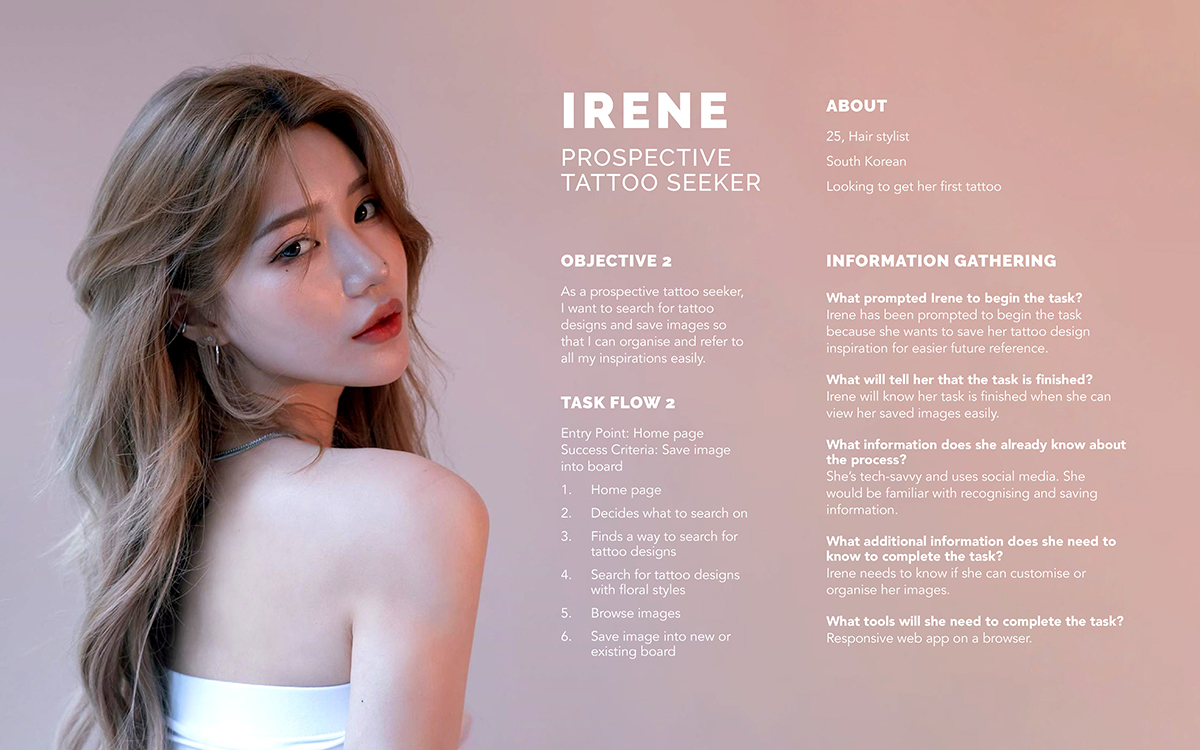 IRENE
PROSPECTIVE
TATTOO SEEKER
ABOUT
25, Hair stylist
South Korean
Looking to get her first tattoo
OBJECTIVE 2
As a prospective tattoo seeker,
I want to search for tattoo
designs and save images so
that I can organise and refer to
all my inspirations easily.
TASK FLOW 2
Entry Point: Home page
Success Criteria: Save image
into board
1. Home page
2. Decides what to search on
3. Finds a way to search for
tattoo designs
4. Search for tattoo designs
with floral styles
5. Browse images
6. Save image into new or
existing board
INFORMATION GATHERING
What prompted Irene to begin the task?
Irene has been prompted to begin the task
because she wants to save her tattoo design
inspiration for easier future reference.
What will tell her that the task is finished?
Irene will know her task is finished when she can
view her saved images easily.
What information does she already know about
the process?
She's tech-savvy and uses social media. She
would be familiar with recognising and saving
information.
What additional information does she need to
know to complete the task?
Irene needs to know if she can customise or
organise her images.
What tools will she need to complete the task?
Responsive web app on a browser.